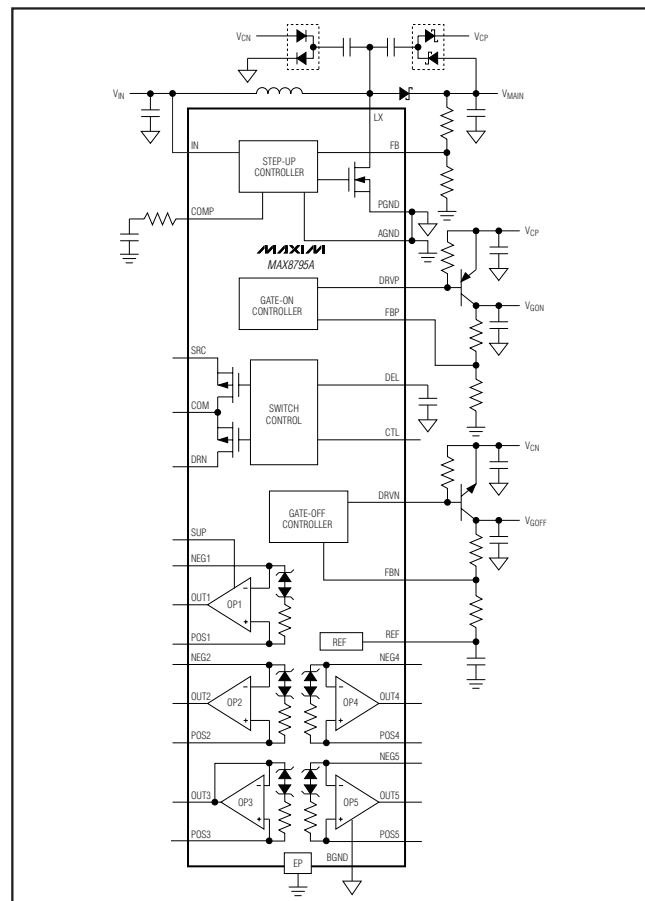 VCN
VCP
VIN
VMAIN
LX
IN
FB
STEP-UP
CONTROLLER
PGND
COMP
AGND
MAXIM
MAX8795A
VCP
DRVP
GATE-ON
CONTROLLER
VGON
FBP
SRC
DEL
COM
SWITCH
CONTROL
CTL
DRN
VCN
DRVN
GATE-OFF
CONTROLLER
VGOFF
SUP
NEG1
FBN
OUT1
OP1
POS1
REF
REF
NEG2
NEG4
OUT2
OP2
OP4
OUT4
POS2
POS4
NEG5
OUT3
OP3
OP5
OUT5
POS3
POS5
EP
BGND